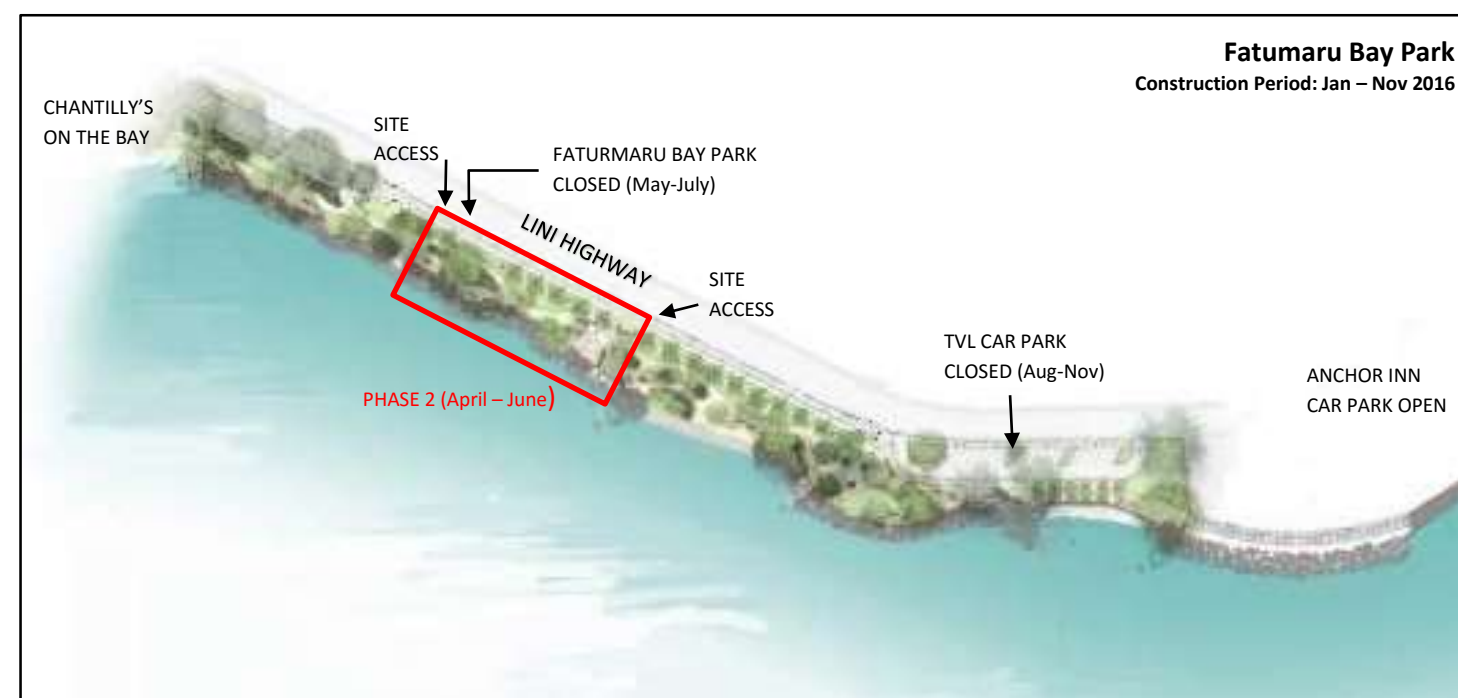 Fatumaru Bay Park
Construction Period: Jan – Nov 2016
CHANTILLY'S
ON THE BAY
SITE
ACCESS
FATURMARU BAY PARK
CLOSED (May-July)
LINI HIGHWAY
SITE
ACCESS
TVL CAR PARK
CLOSED (Aug-Nov)
ANCHOR INN
CAR PARK OPEN
PHASE 2 (April – June)